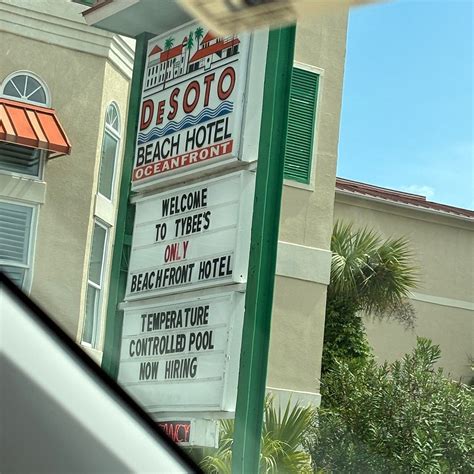 DESOTO
BEACH HOTEL
OCEANFRONT
WELCOME
TO TYBEE'S
ONLY
BEACHFRONT HOTEL
TEMPERATURE
CONTROLLED POOL
NOW HIRING